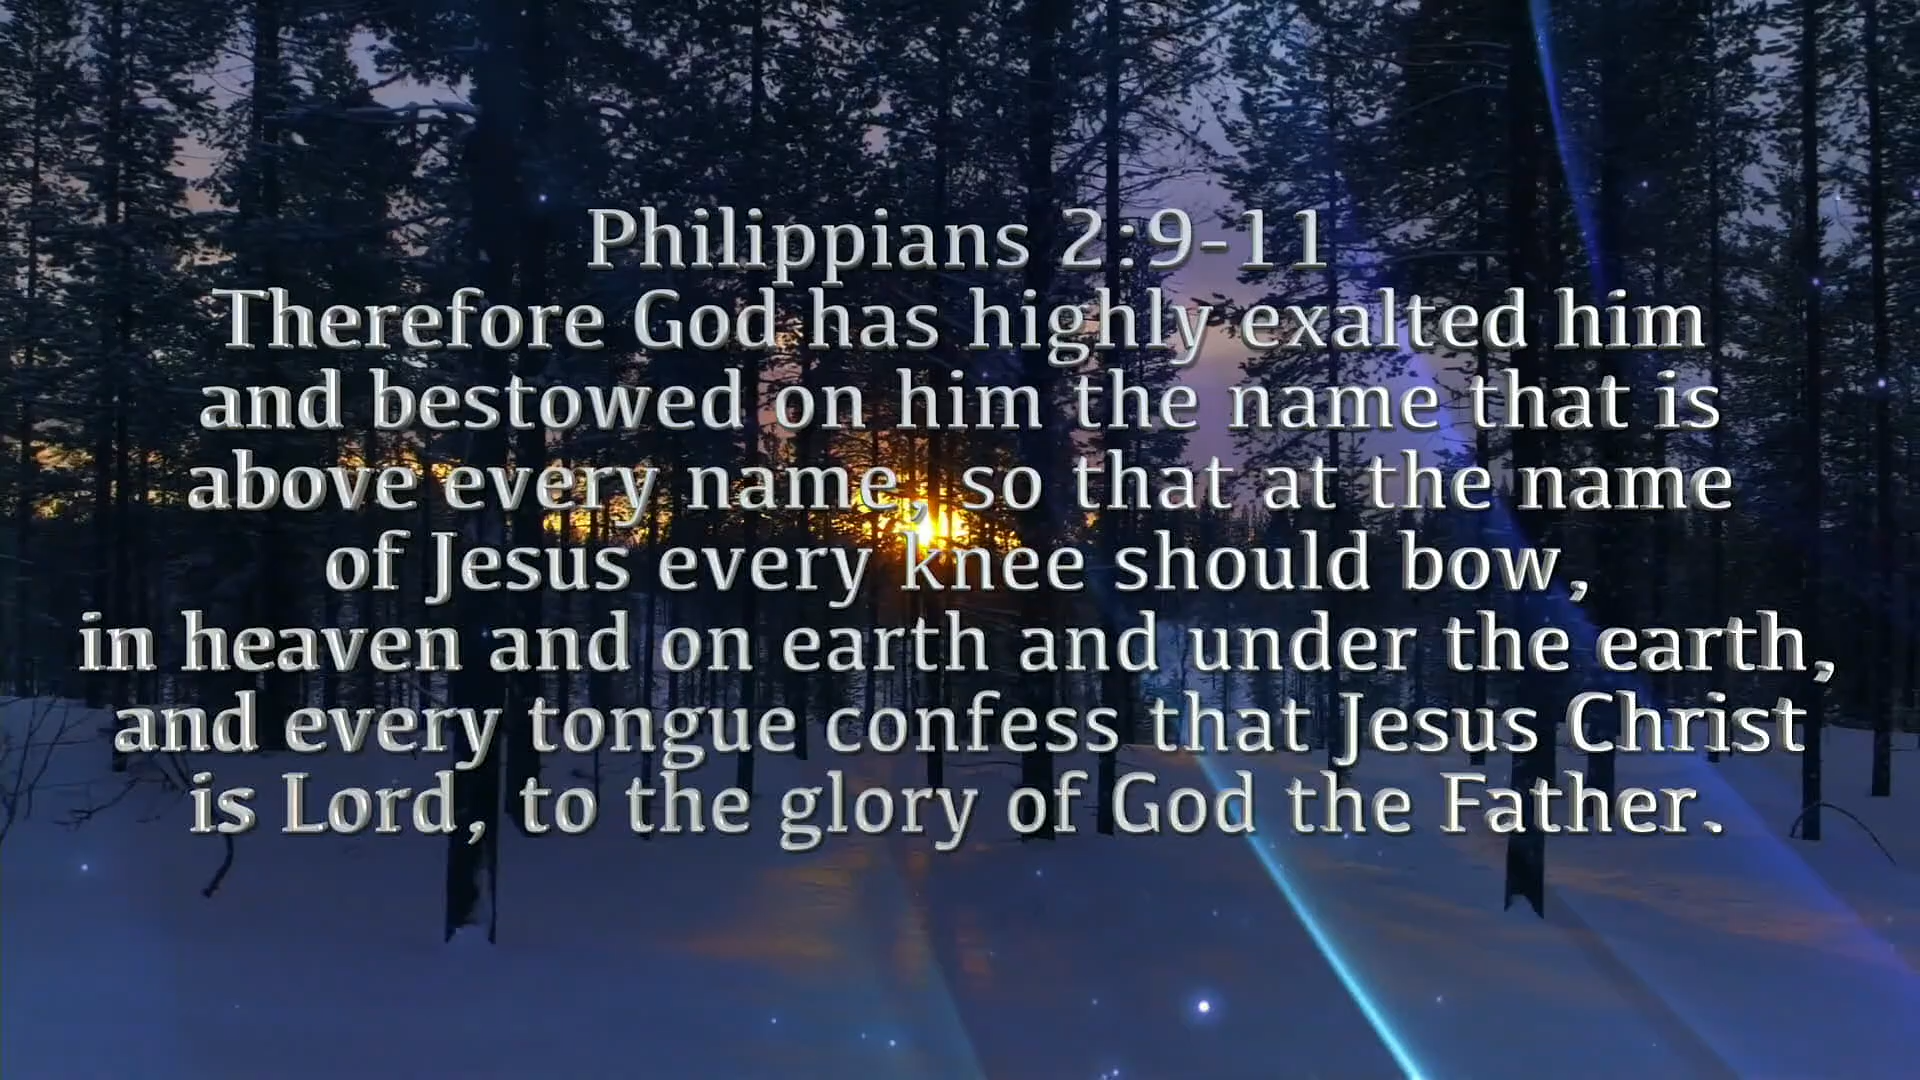 Philippians 2:9-11
Therefore God has highly exalted him
and bestowed on him the name that is
above every name, so that at the name
of Jesus every knee should bow,
in heaven and on earth and under the earth,
and every tongue confess that Jesus Christ
is Lord, to the glory of God the Father.